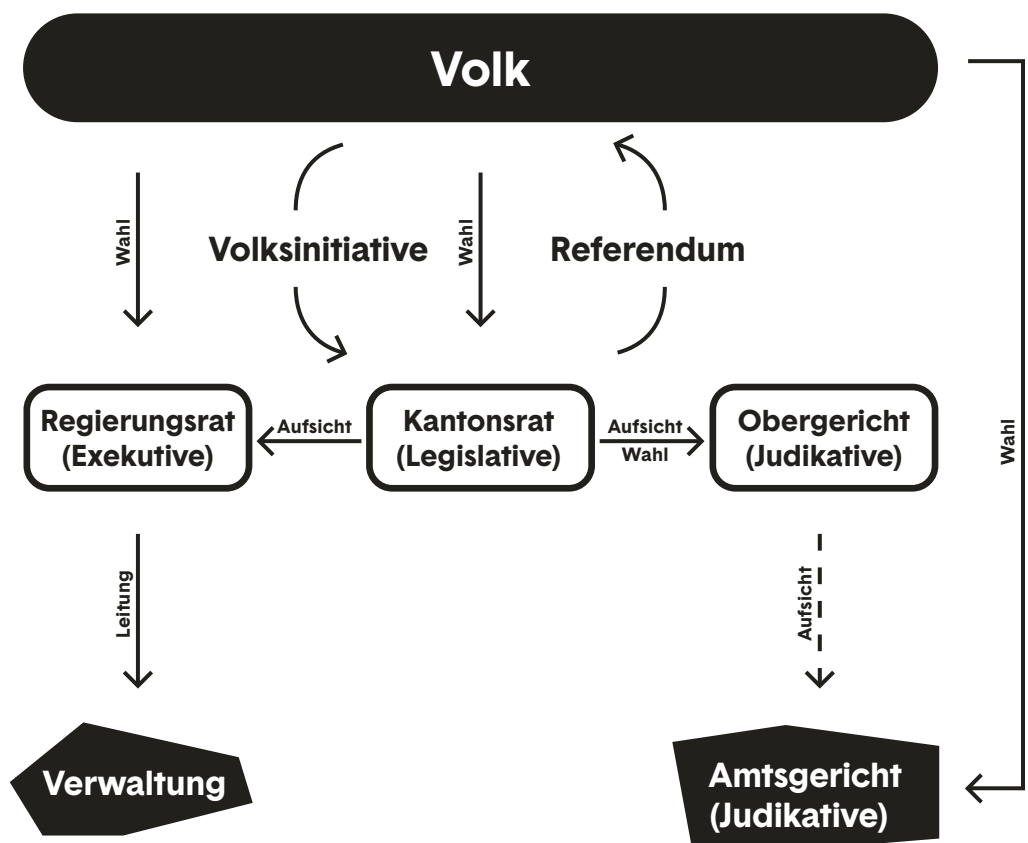 Volk
Wahl
Volksinitiative
Wahl
Referendum
Regierungsrat
(Exekutive)
Aufsicht
Kantonsrat
(Legislative)
Aufsicht
Wahl
Obergericht
(Judikative)
Wahl
Leitung
Aufsicht
Verwaltung
Amtsgericht
(Judikative)